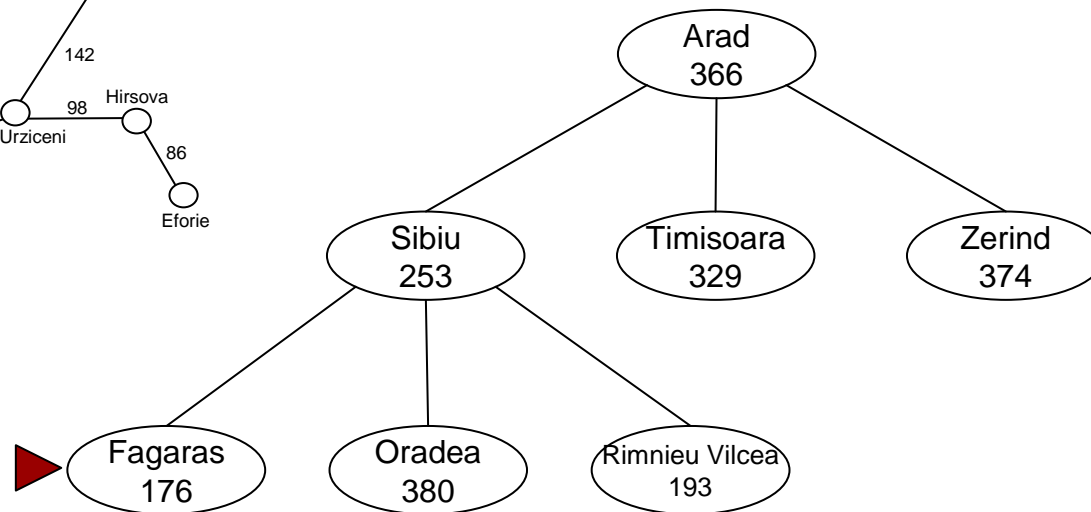 142
98
Hirsova
Urziceni
86
Eforie
Arad
366
Sibiu
253
Timisoara
329
Zerind
374
Fagaras
176
Oradea
380
Rimnieu Vilcea
193